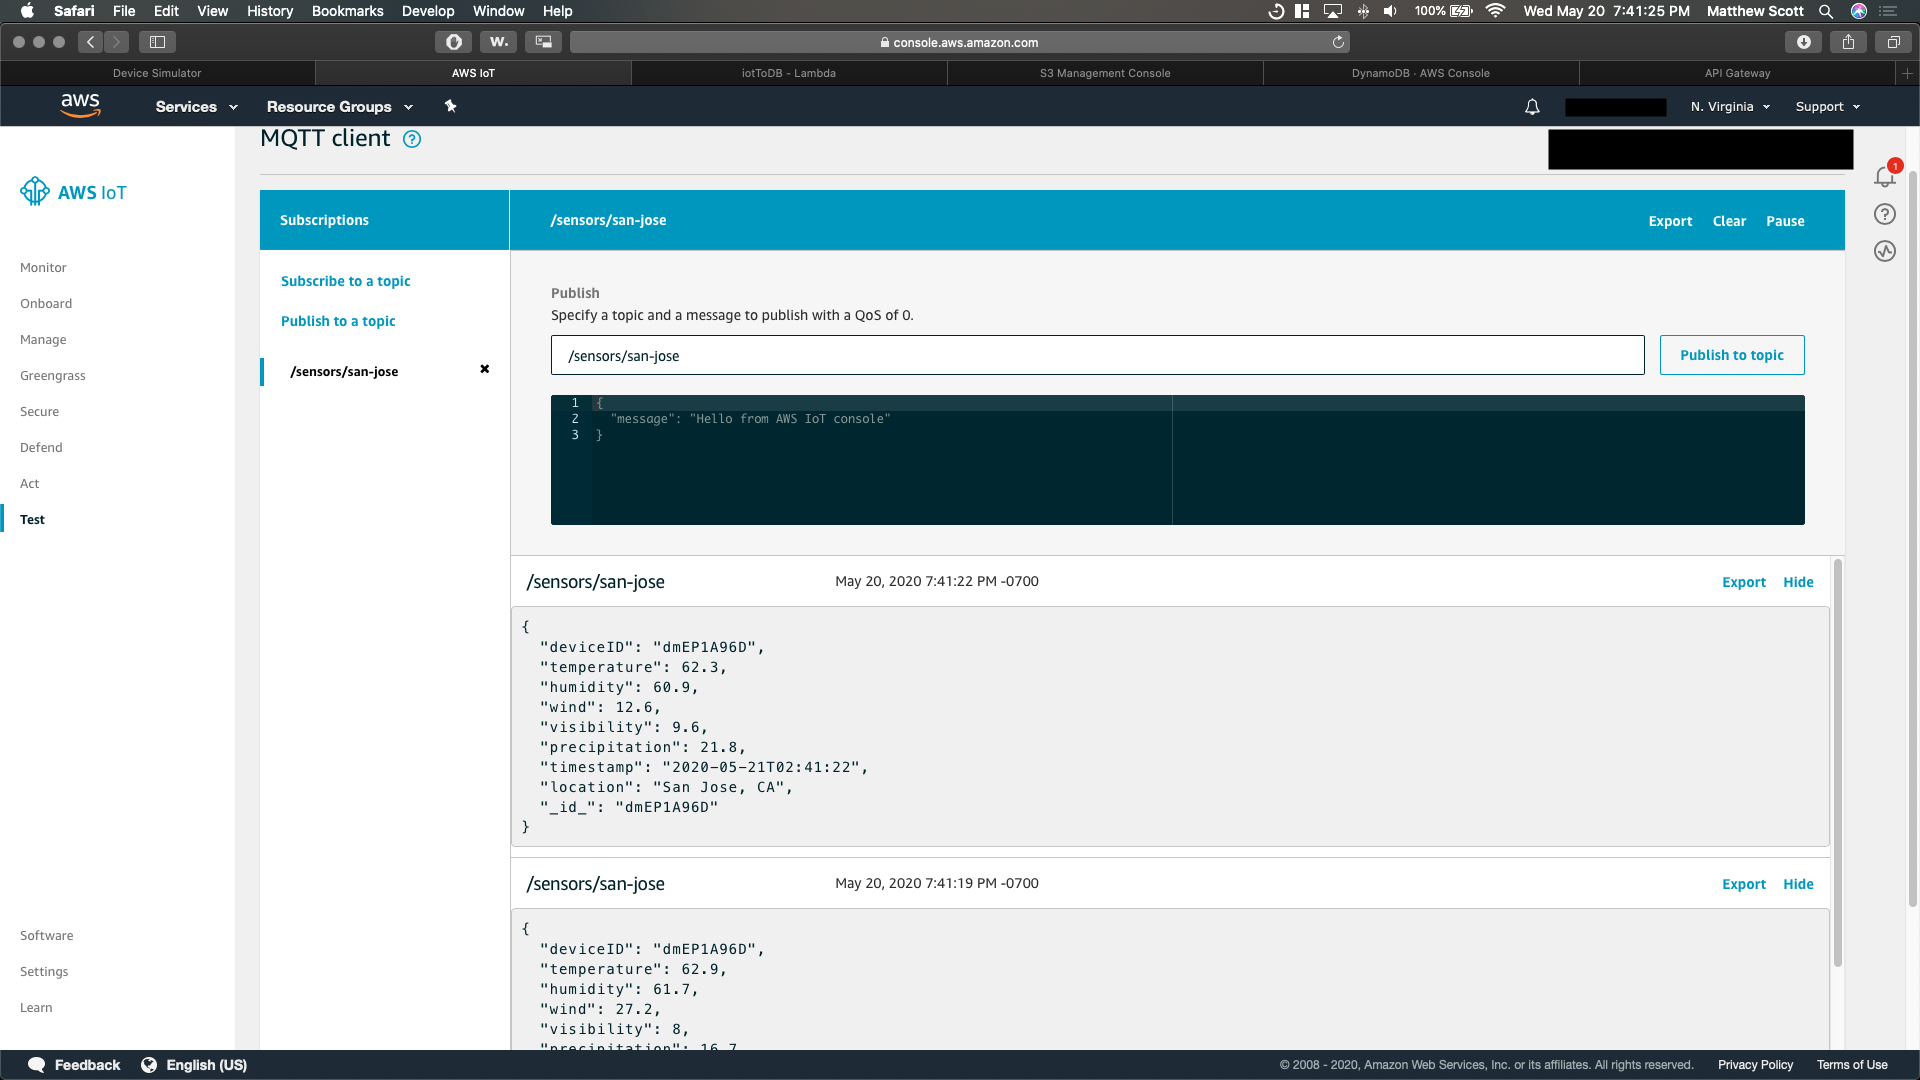 Safari File Edit View History Bookmarks Develop Window Help 100% Wed May 20 7:41:25 PM Matthew Scott
W. console.aws.amazon.com
Device Simulator AWS IoT iotToDB - Lambda S3 Management Console DynamoDB · AWS Console API Gateway
aws Services Resource Groups N. Virginia Support
MQTT client ?
1
AWS IoT
Monitor
Onboard
Manage
Greengrass
Secure
Defend
Act
Test
Software
Settings
Learn
Subscriptions
Subscribe to a topic
Publish to a topic
/sensors/san-jose
/sensors/san-jose Export Clear Pause
Publish
Specify a topic and a message to publish with a QoS of 0.
/sensors/san-jose Publish to topic
1 {
2 "message": "Hello from AWS IoT console"
3 }
/sensors/san-jose May 20, 2020 7:41:22 PM -0700 Export Hide
{
"deviceID": "dmEP1A96D",
"temperature": 62.3,
"humidity": 60.9,
"wind": 12.6,
"visibility": 9.6,
"precipitation": 21.8,
"timestamp": "2020-05-21T02:41:22",
"location": "San Jose, CA",
"_id_": "dmEP1A96D"
}
/sensors/san-jose May 20, 2020 7:41:19 PM -0700 Export Hide
{
"deviceID": "dmEP1A96D",
"temperature": 62.9,
"humidity": 61.7,
"wind": 27.2,
"visibility": 8,
"precipitation": 16.7
Feedback English (US) © 2008 - 2020, Amazon Web Services, Inc. or its affiliates. All rights reserved. Privacy Policy Terms of Use